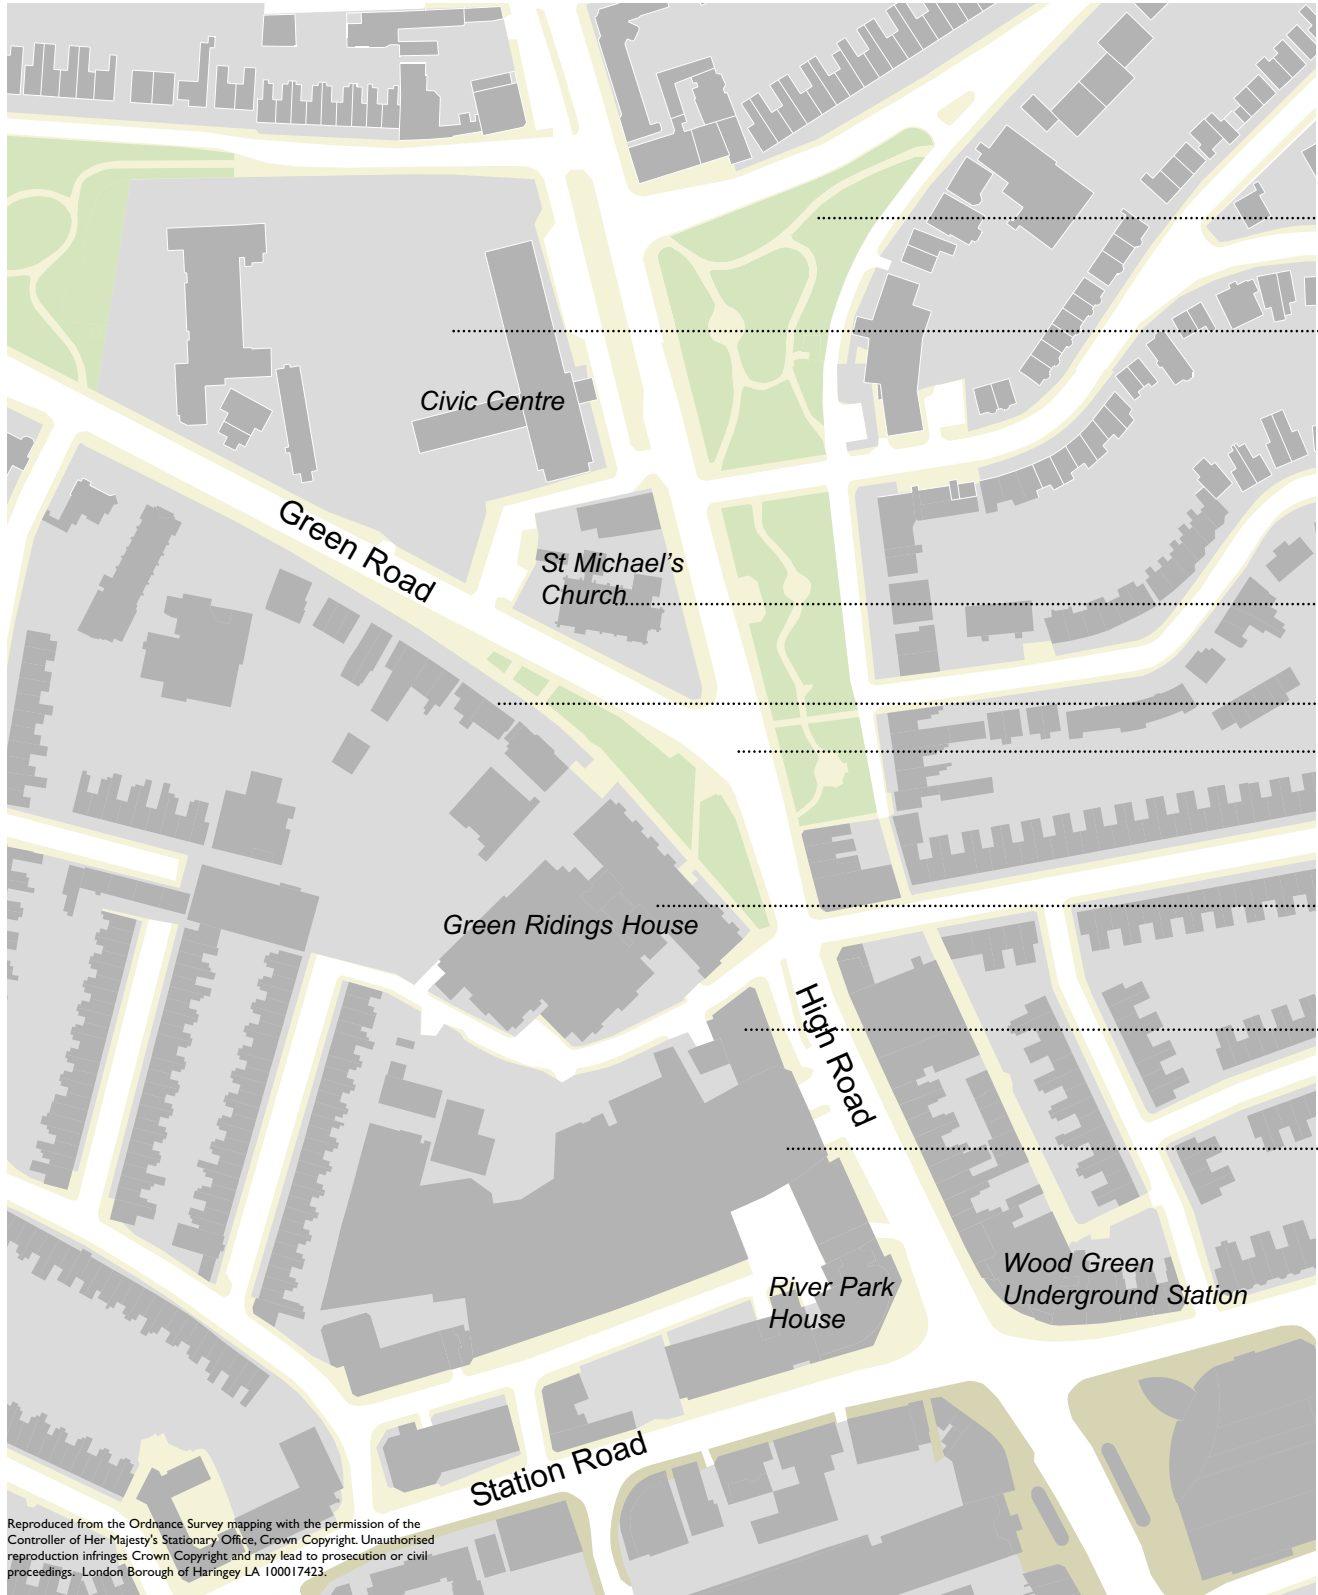 Civic Centre
Green Road
St Michael's
Church
Green Ridings House
High Road
Wood Green
Underground Station
River Park
House
Station Road
Reproduced from the Ordnance Survey mapping with the permission of the
Controller of Her Majesty's Stationary Office, Crown Copyright. Unauthorised
reproduction infringes Crown Copyright and may lead to prosecution or civil
proceedings. London Borough of Haringey LA 100017423.